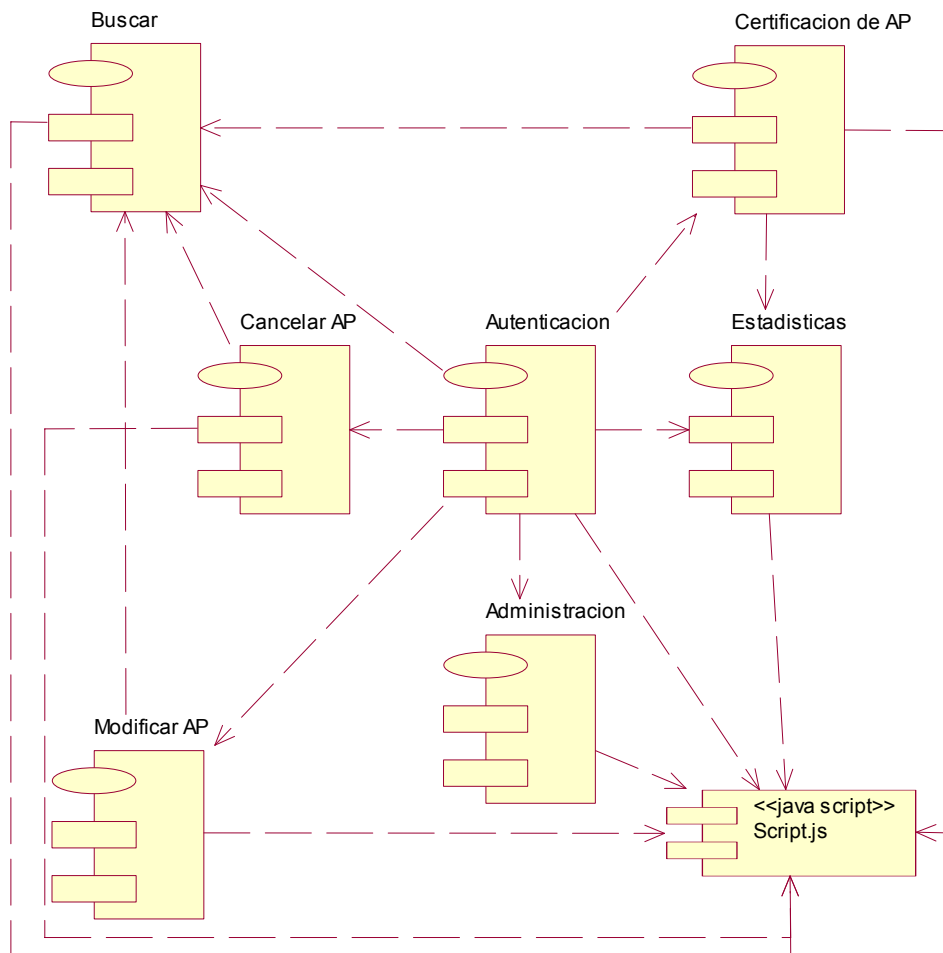 Buscar
Certificacion de AP
Cancelar AP
Autenticacion
Estadisticas
Administracion
Modificar AP
<<java script>>
Script.js